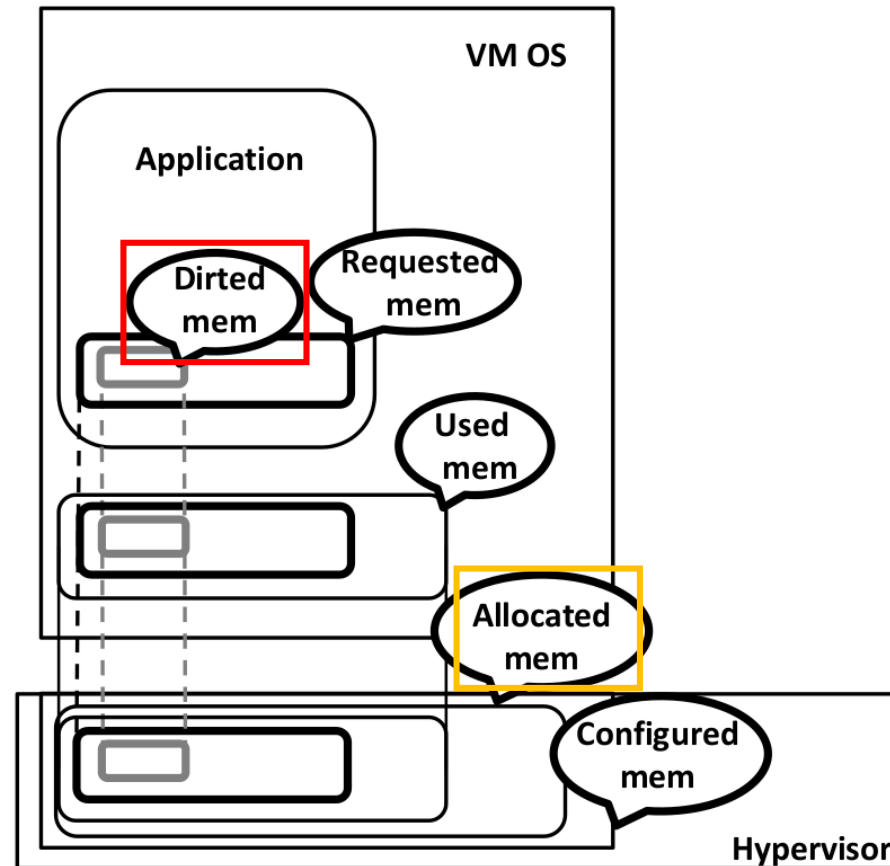 VM OS
Application
Dirted
mem
Requested
mem
Used
mem
Allocated
mem
Configured
mem
Hypervisor